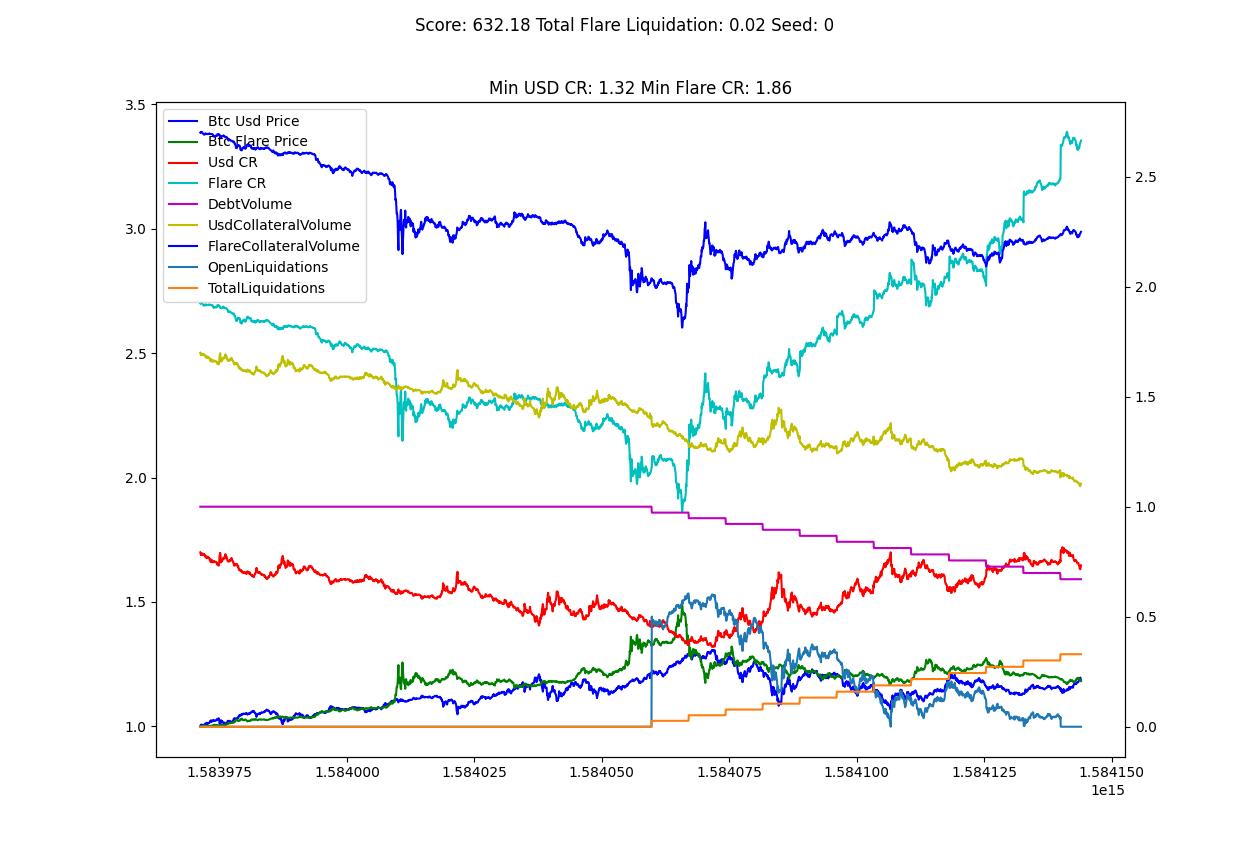 Score: 632.18 Total Flare Liquidation: 0.02 Seed: 0
Min USD CR: 1.32 Min Flare CR: 1.86
3.5
3.0
2.5
2.0
1.5
1.0
Btc Usd Price
Btc Flare Price
Usd CR
Flare CR
DebtVolume
UsdCollateralVolume
FlareCollateralVolume
OpenLiquidations
TotalLiquidations
2.5
2.0
1.5
1.0
0.5
0.0
1.583975 1.584000 1.584025 1.584050 1.584075 1.584100 1.584125 1.584150
1e15